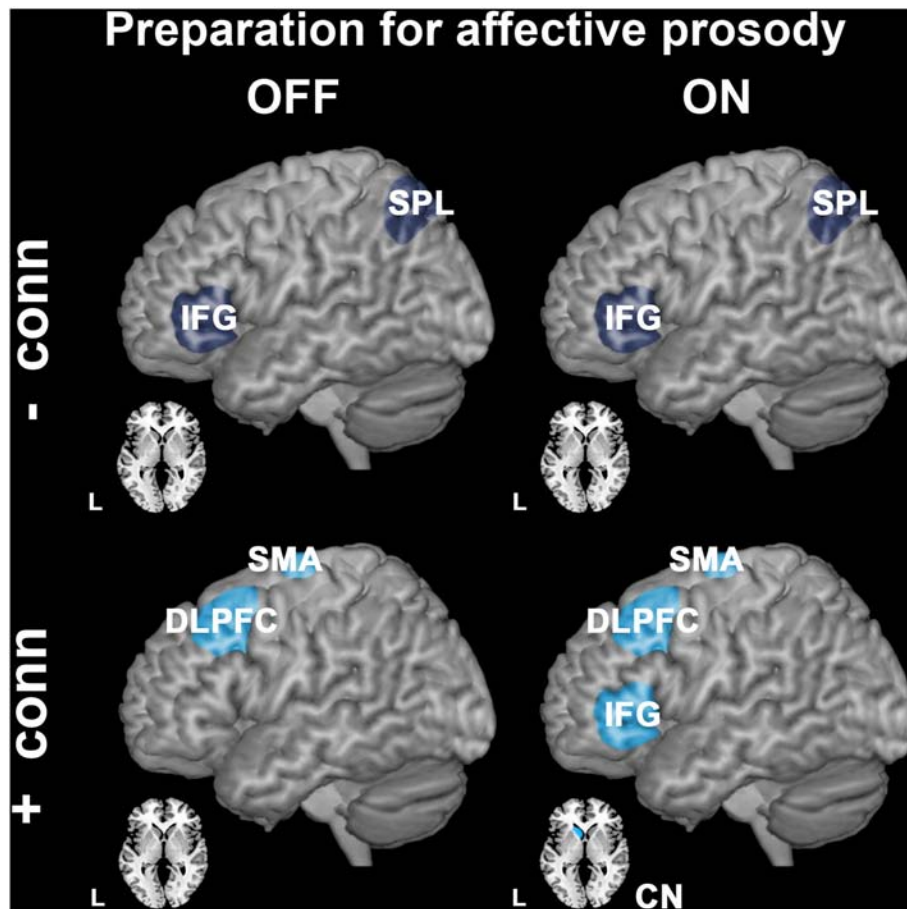 Preparation for affective prosody
OFF ON
- conn
SPL SPL
IFG IFG
L L
+ conn
SMA SMA
DLPFC DLPFC
IFG
L L CN